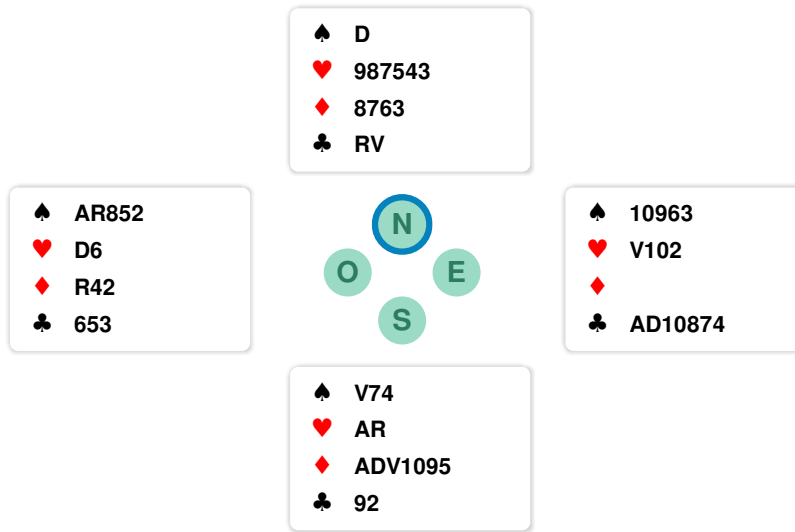 ♠ D
♥ 987543
♦ 8763
♣ RV
♠ AR852
♥ D6
♦ R42
♣ 653
N
O E
S
♠ 10963
♥ V102
♦
♣ AD10874
♠ V74
♥ AR
♦ ADV1095
♣ 92